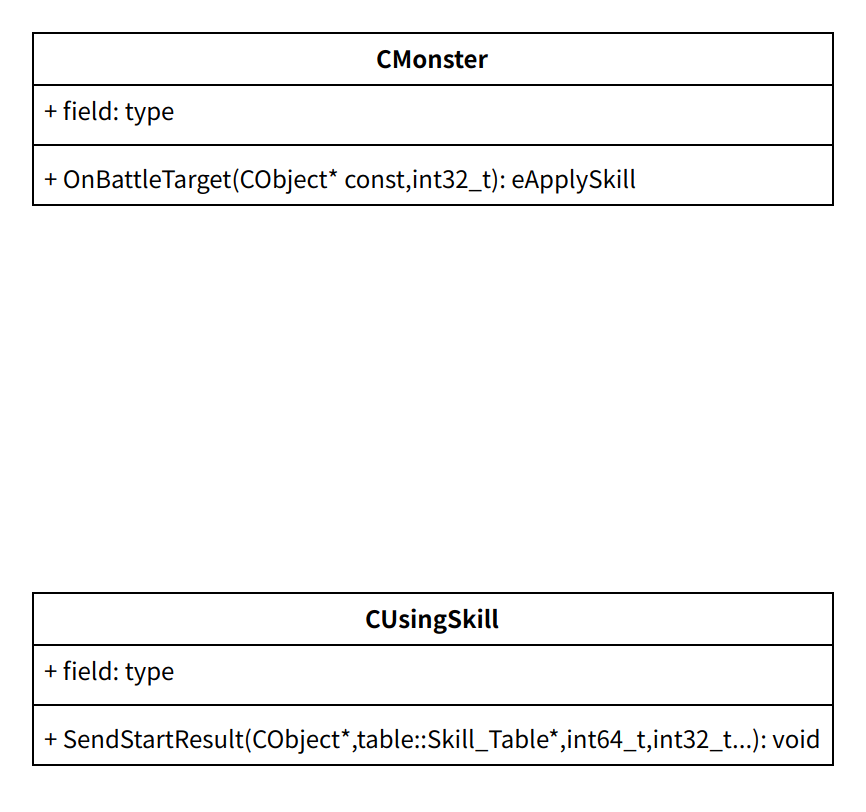 CMonster
+ field: type
+ OnBattleTarget(CObject* const,int32_t): eApplySkill
CUsingSkill
+ field: type
+ SendStartResult(CObject*,table::Skill_Table*,int64_t,int32_t...): void